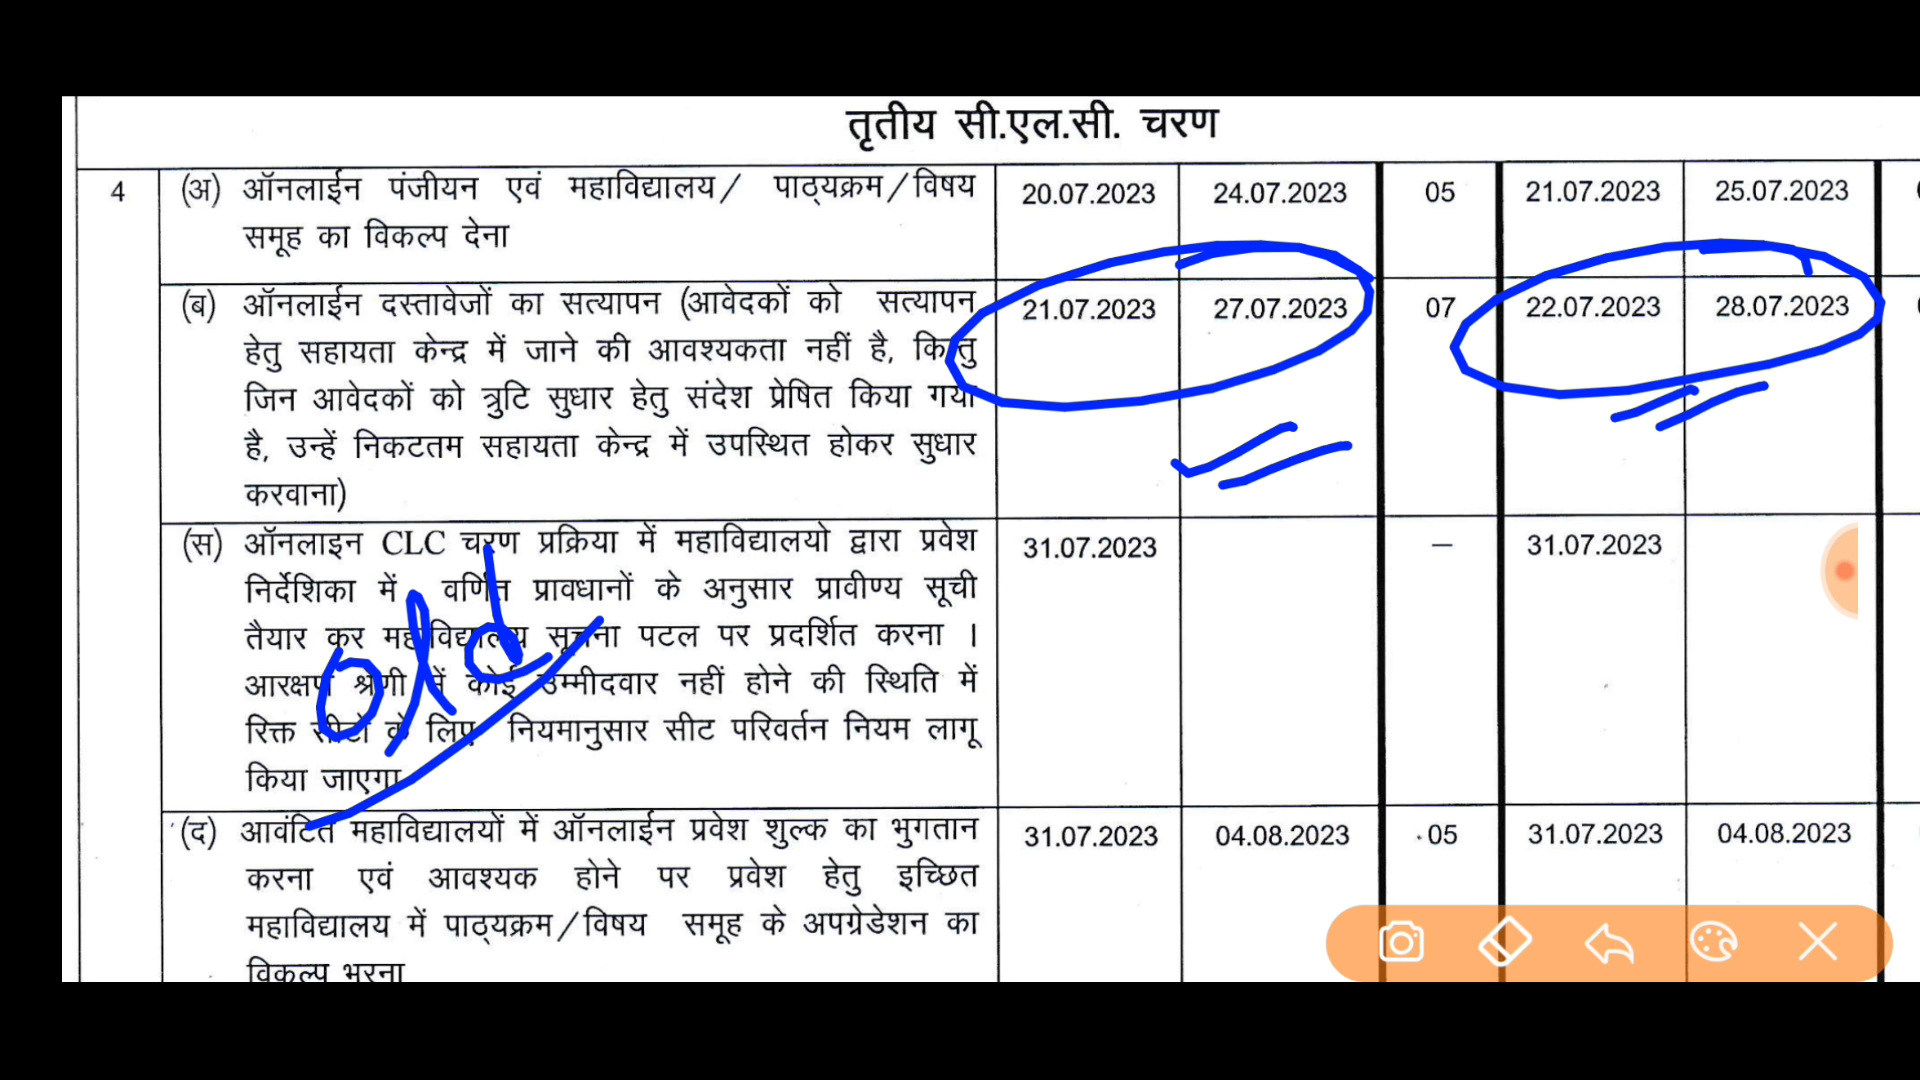 तृतीय सी.एल.सी. चरण
4 (अ) ऑनलाईन पंजीयन एवं महाविद्यालय/ पाठ्यक्रम/विषय 20.07.2023 24.07.2023 05 21.07.2023 25.07.2023
समूह का विकल्प देना
(ब) ऑनलाईन दस्तावेजों का सत्यापन (आवेदकों को सत्यापन 21.07.2023 27.07.2023 07 22.07.2023 28.07.2023
हेतु सहायता केन्द्र में जाने की आवश्यकता नहीं है, किन्तु
जिन आवेदकों को त्रुटि सुधार हेतु संदेश प्रेषित किया गया
है, उन्हें निकटतम सहायता केन्द्र में उपस्थित होकर सुधार
करवाना)
(स) ऑनलाइन CLC चरण प्रक्रिया में महाविद्यालयो द्वारा प्रवेश 31.07.2023 – 31.07.2023
निर्देशिका में वर्णित प्रावधानों के अनुसार प्रावीण्य सूची
तैयार कर महाविद्यालय सूचना पटल पर प्रदर्शित करना ।
आरक्षण श्रेणी में कोई उम्मीदवार नहीं होने की स्थिति में
रिक्त सीटों के लिए नियमानुसार सीट परिवर्तन नियम लागू
किया जाएगा
old
(द) आवंटित महाविद्यालयों में ऑनलाईन प्रवेश शुल्क का भुगतान 31.07.2023 04.08.2023 05 31.07.2023 04.08.2023
करना एवं आवश्यक होने पर प्रवेश हेतु इच्छित
महाविद्यालय में पाठ्यक्रम/विषय समूह के अपग्रेडेशन का
विकल्प भरना